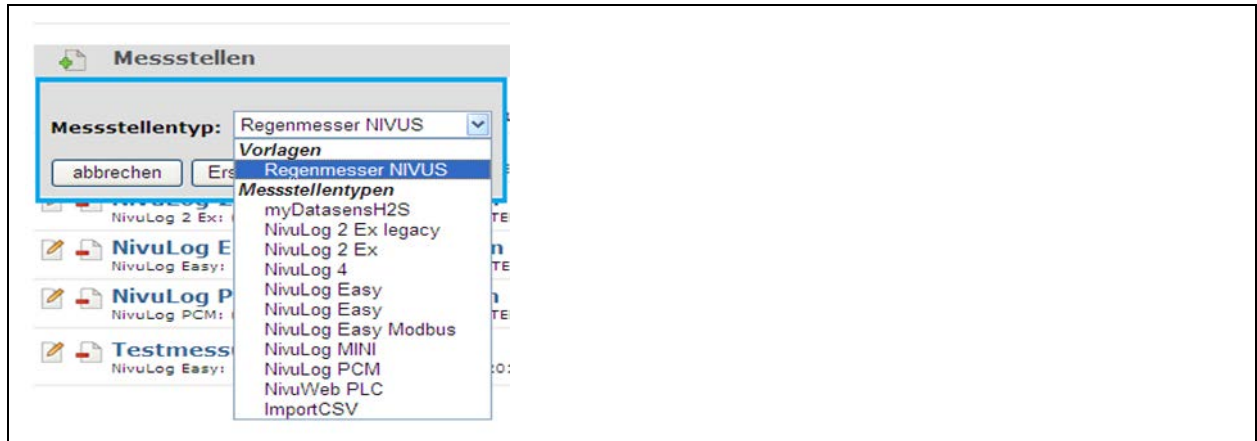 Messstellen
Messstellentyp: Regenmesser NIVUS
Vorlagen
abbrechen
Regenmesser NIVUS
Messstellentypen
myDatasensH2S
NivuLog 2 Ex:
NivuLog 2 Ex legacy
NivuLog 2 Ex
NivuLog 4
NivuLog Easy:
NivuLog Easy
NivuLog Easy
NivuLog Easy Modbus
NivuLog PCM:
NivuLog MINI
NivuLog PCM
NivuLog Easy:
NivuWeb PLC
ImportCSV